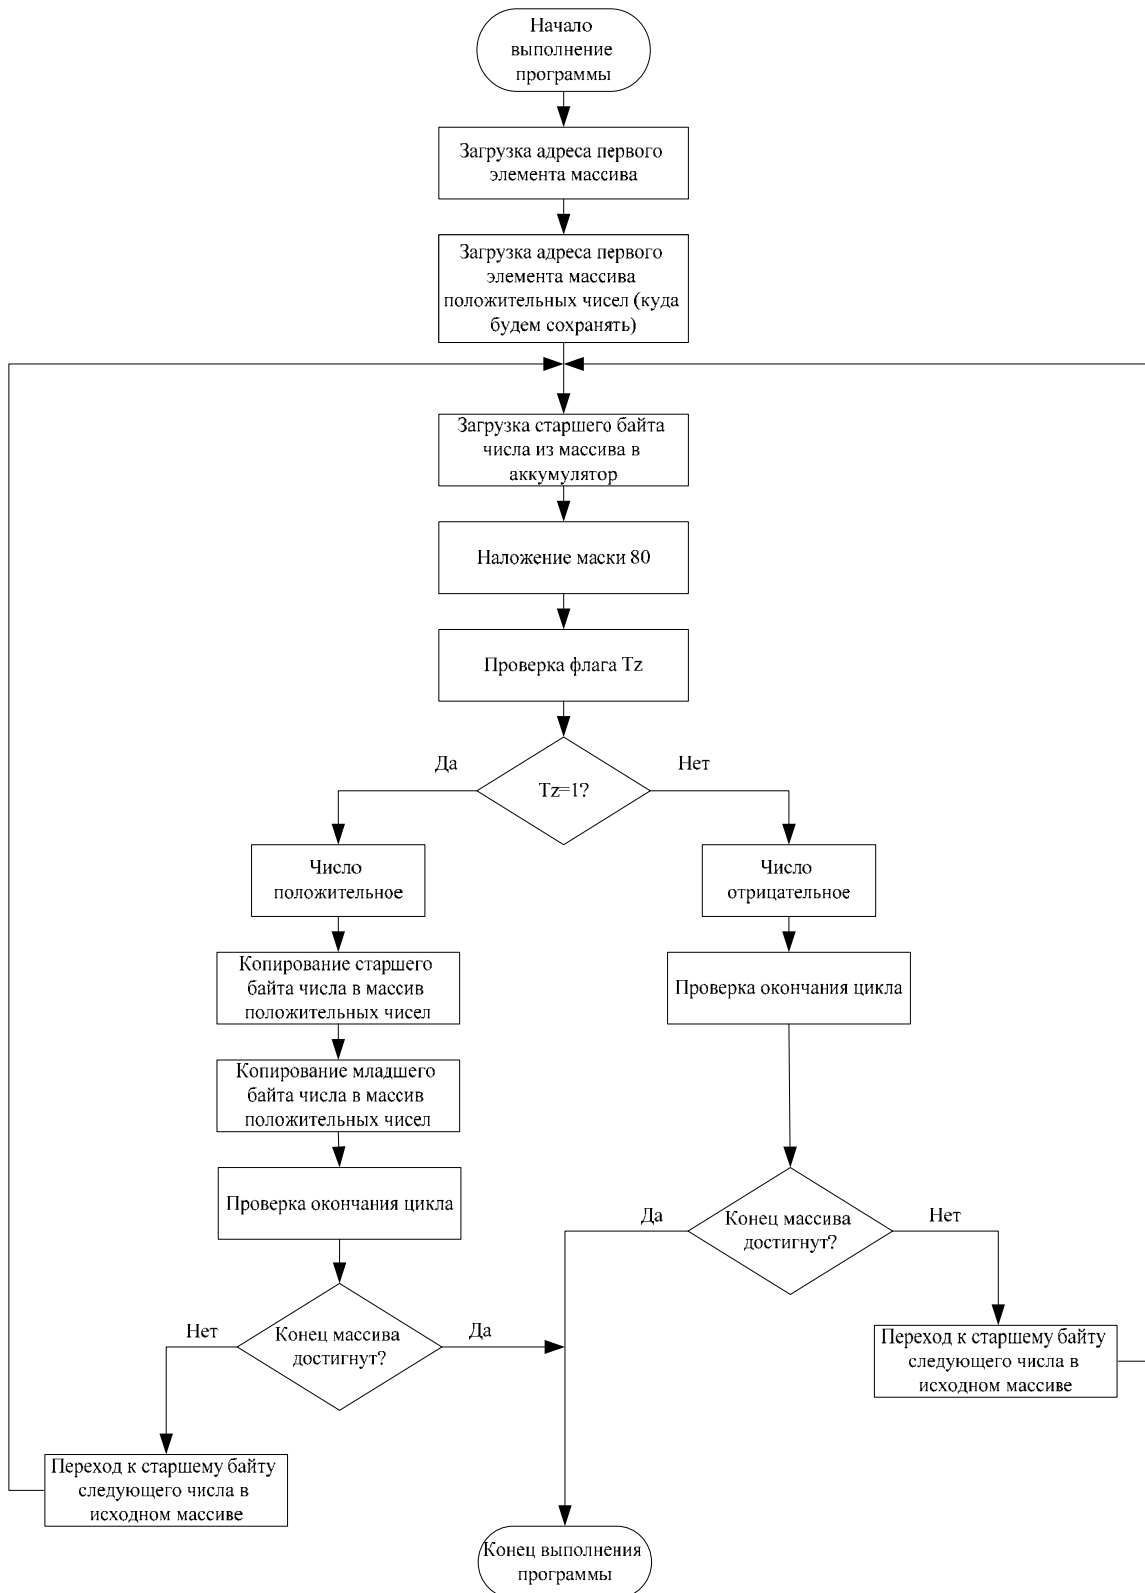 Начало
выполнение
программы
Загрузка адреса первого
элемента массива
Загрузка адреса первого
элемента массива
положительных чисел (куда
будем сохранять)
Загрузка старшего байта
числа из массива в
аккумулятор
Наложение маски 80
Проверка флага Tz
Да
Нет
Tz=1?
Число
положительное
Число
отрицательное
Копирование старшего
байта числа в массив
положительных чисел
Проверка окончания цикла
Копирование младшего
байта числа в массив
положительных чисел
Проверка окончания цикла
Да
Конец массива
достигнут?
Нет
Нет
Конец массива
достигнут?
Да
Переход к старшему байту
следующего числа в
исходном массиве
Переход к старшему байту
следующего числа в
исходном массиве
Конец выполнения
программы